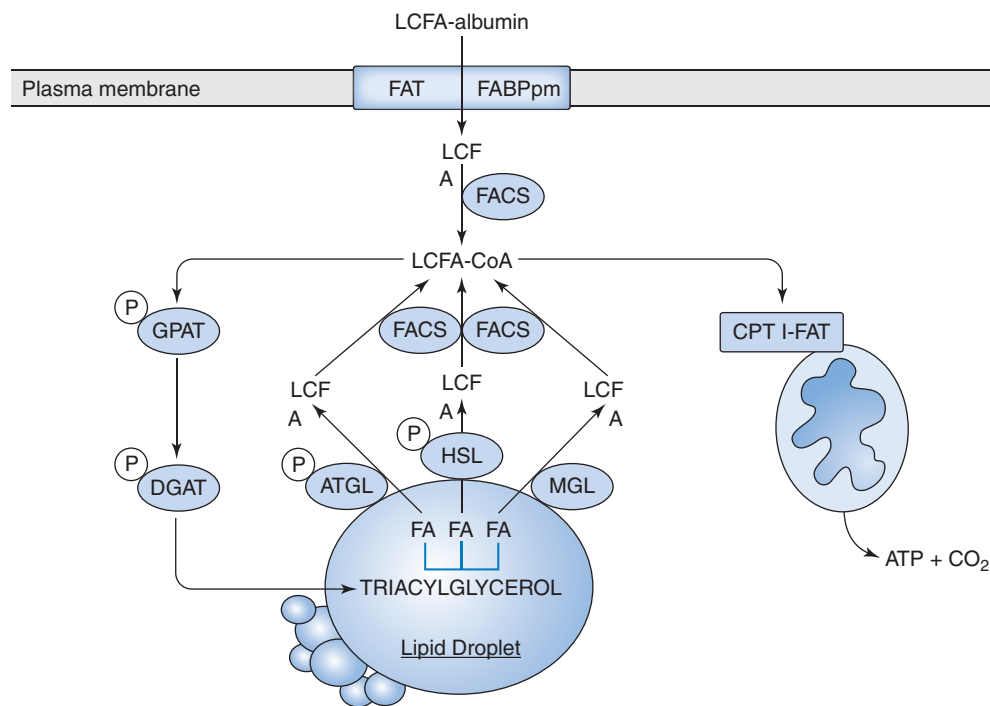 LCFA-albumin
Plasma membrane
FAT
FABPpm
LCF
A
FACS
LCFA-CoA
P
GPAT
FACS
FACS
CPT I-FAT
LCF
A
LCF
A
LCF
A
P
DGAT
P
ATGL
P
HSL
MGL
FA FA FA
TRIACYLGLYCEROL
ATP + CO₂
Lipid Droplet